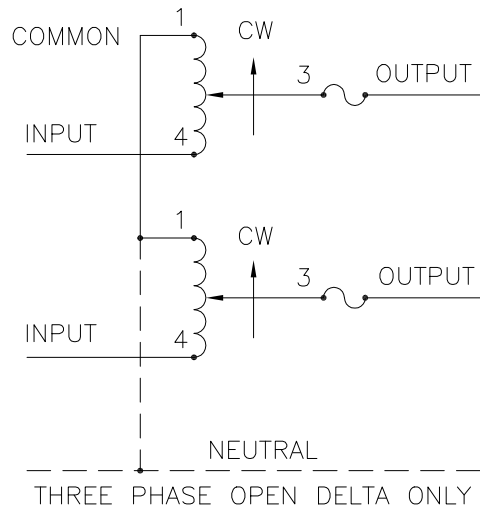 1
COMMON
CW
3
OUTPUT
INPUT
4
1
CW
3
OUTPUT
INPUT
4
NEUTRAL
THREE PHASE OPEN DELTA ONLY